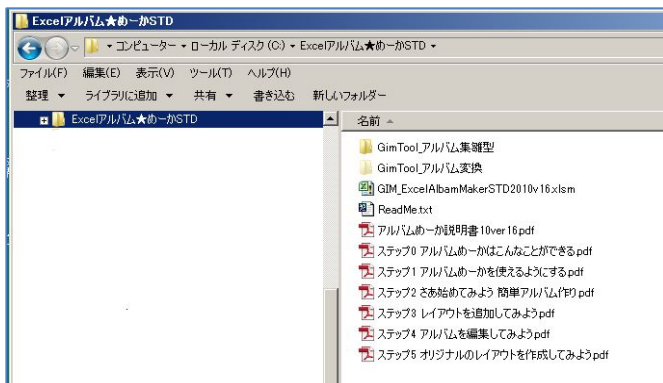 Excelアルバム★めーかSTD
▾ コンピューター ▾ ローカル ディスク (C:) ▾ Excelアルバム★めーかSTD ▾
ファイル(F) 編集(E) 表示(V) ツール(T) ヘルプ(H)
整理 ▼ ライブラリに追加 ▼ 共有 ▼ 書き込む 新しいフォルダー
Excelアルバム★めーかSTD
名前
GimTool_アルバム集雛型
GimTool_アルバム変換
GIM_ExcelAlbamMakerSTD2010v16.xlsm
ReadMe.txt
アルバムめーか説明書10ver16.pdf
ステップ0 アルバムめーかはこんなことができる.pdf
ステップ1 アルバムめーかを使えるようにする.pdf
ステップ2 さあ始めてみよう 簡単アルバム作り.pdf
ステップ3 レイアウトを追加してみよう.pdf
ステップ4 アルバムを編集してみよう.pdf
ステップ5 オリジナルのレイアウトを作成してみよう.pdf